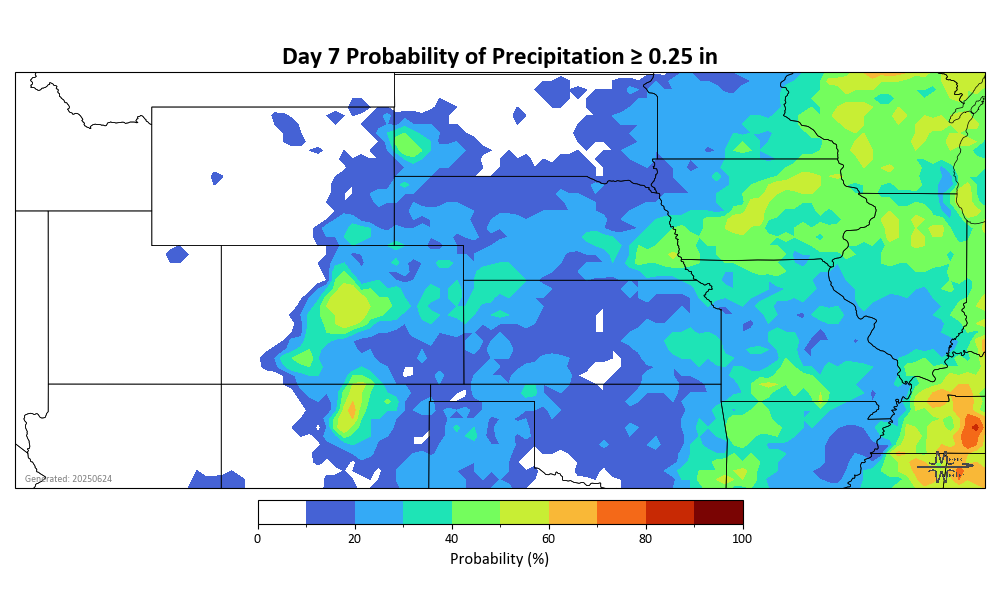 Day 7 Probability of Precipitation ≥ 0.25 in
Generated: 20250624
0 20 40 60 80 100
Probability (%)